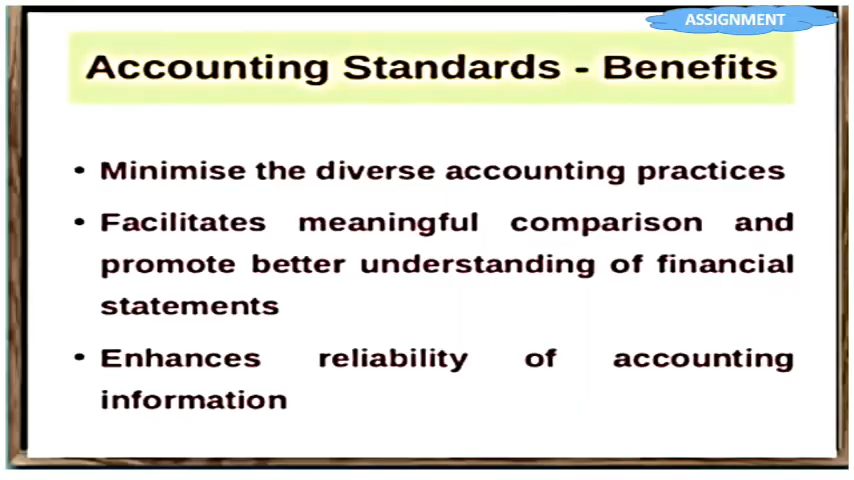 ASSIGNMENT
Accounting Standards - Benefits
• Minimise the diverse accounting practices
• Facilitates meaningful comparison and
promote better understanding of financial
statements
• Enhances reliability of accounting
information